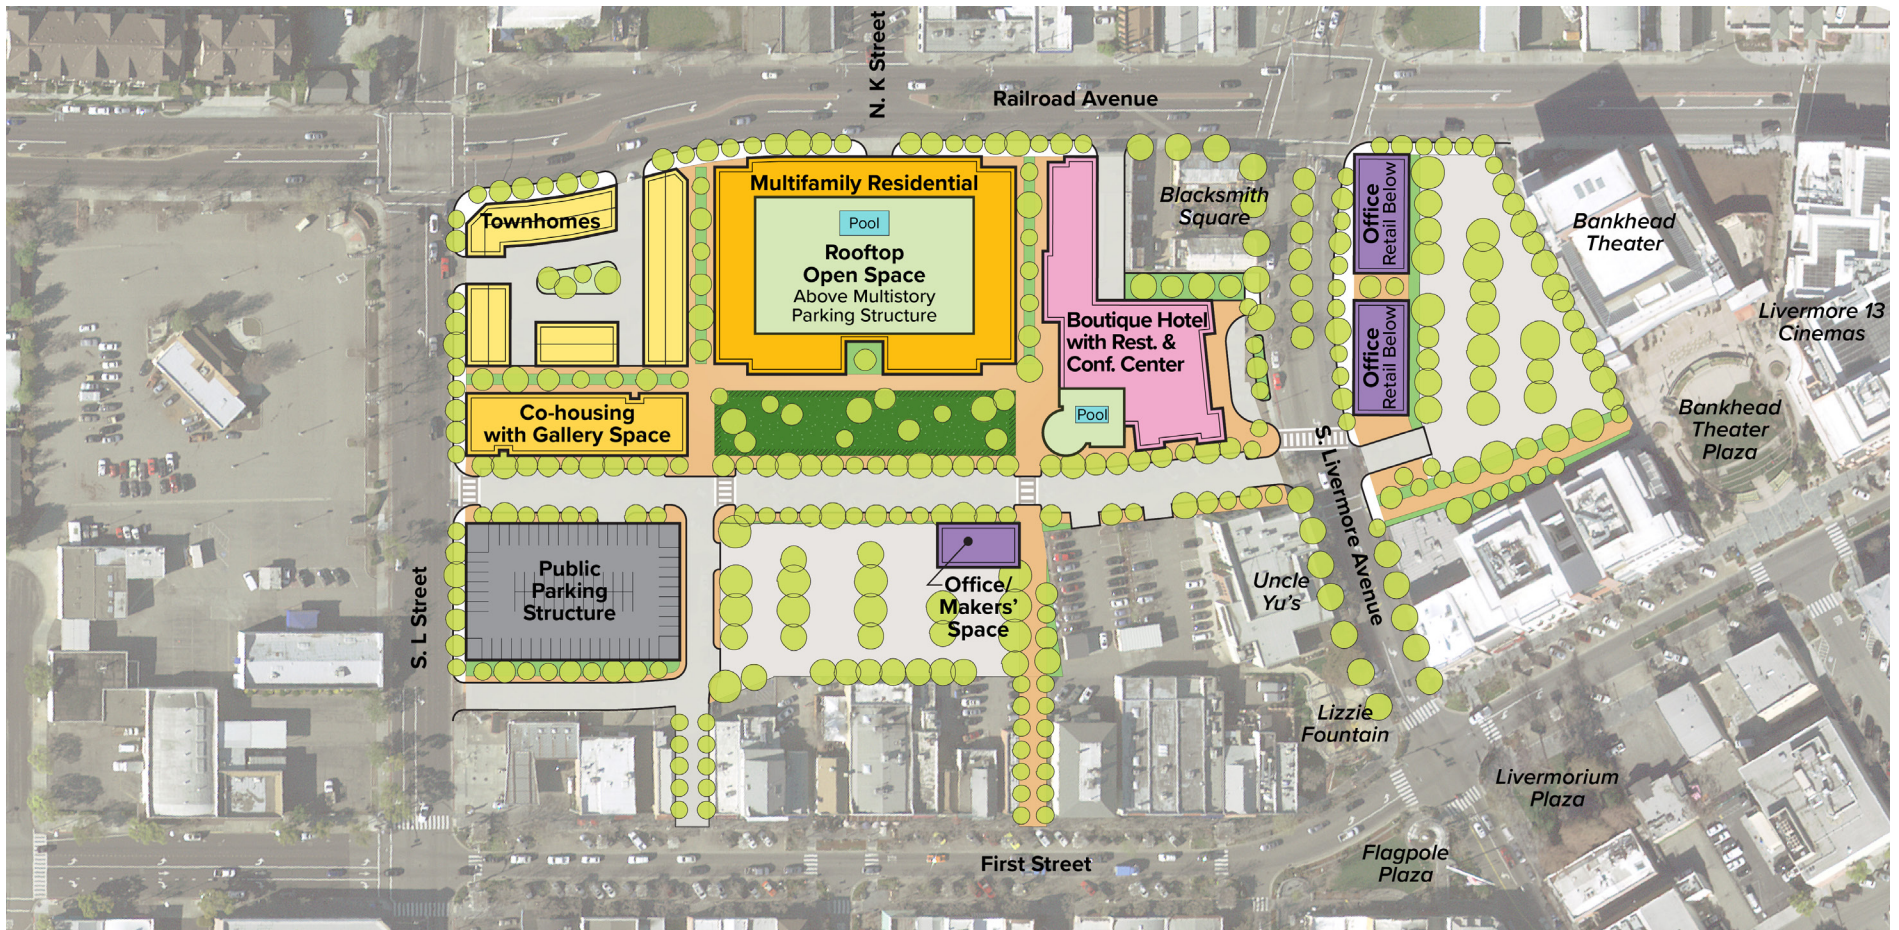 N. K Street
Railroad Avenue
Townhomes
Multifamily Residential
Pool
Rooftop
Open Space
Above Multistory
Parking Structure
Blacksmith
Square
Office
Retail Below
Bankhead
Theater
Livermore 13
Cinemas
Boutique Hotel
with Rest. &
Conf. Center
Pool
Office
Retail Below
Co-housing
with Gallery Space
Bankhead
Theater
Plaza
S. Livermore Avenue
S. L Street
Public
Parking
Structure
Office/
Makers’
Space
Uncle
Yu’s
Lizzie
Fountain
Livermorium
Plaza
First Street
Flagpole
Plaza